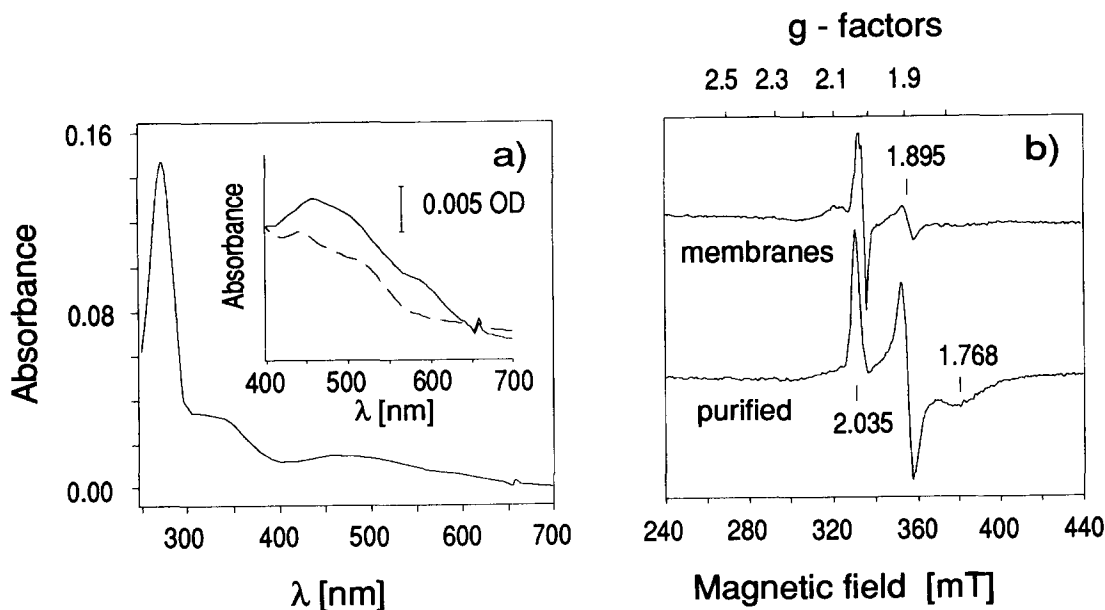 g - factors
2.5 2.3 2.1 1.9
0.16
0.08
0.00
Absorbance
a)
0.005 OD
Absorbance
400 500 600 700
λ [nm]
300 400 500 600 700
λ [nm]
b)
1.895
membranes
1.768
purified
2.035
240 280 320 360 400 440
Magnetic field [mT]